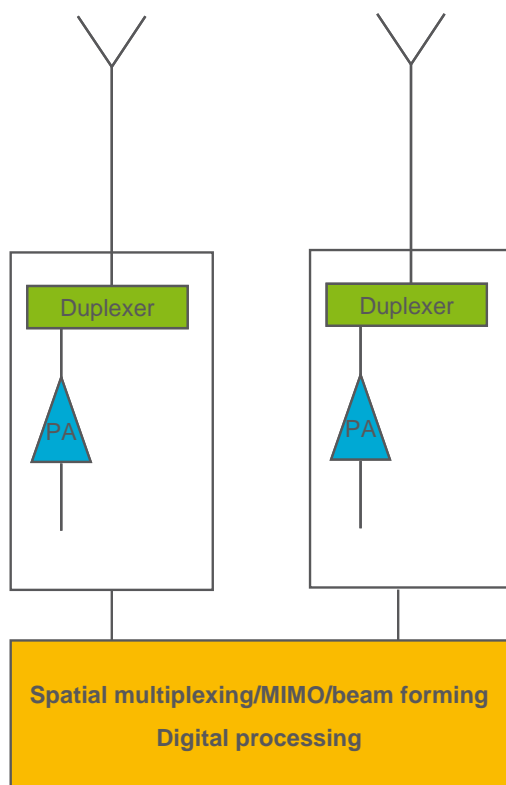 Duplexer
Duplexer
PA
PA
Spatial multiplexing/MIMO/beam forming
Digital processing